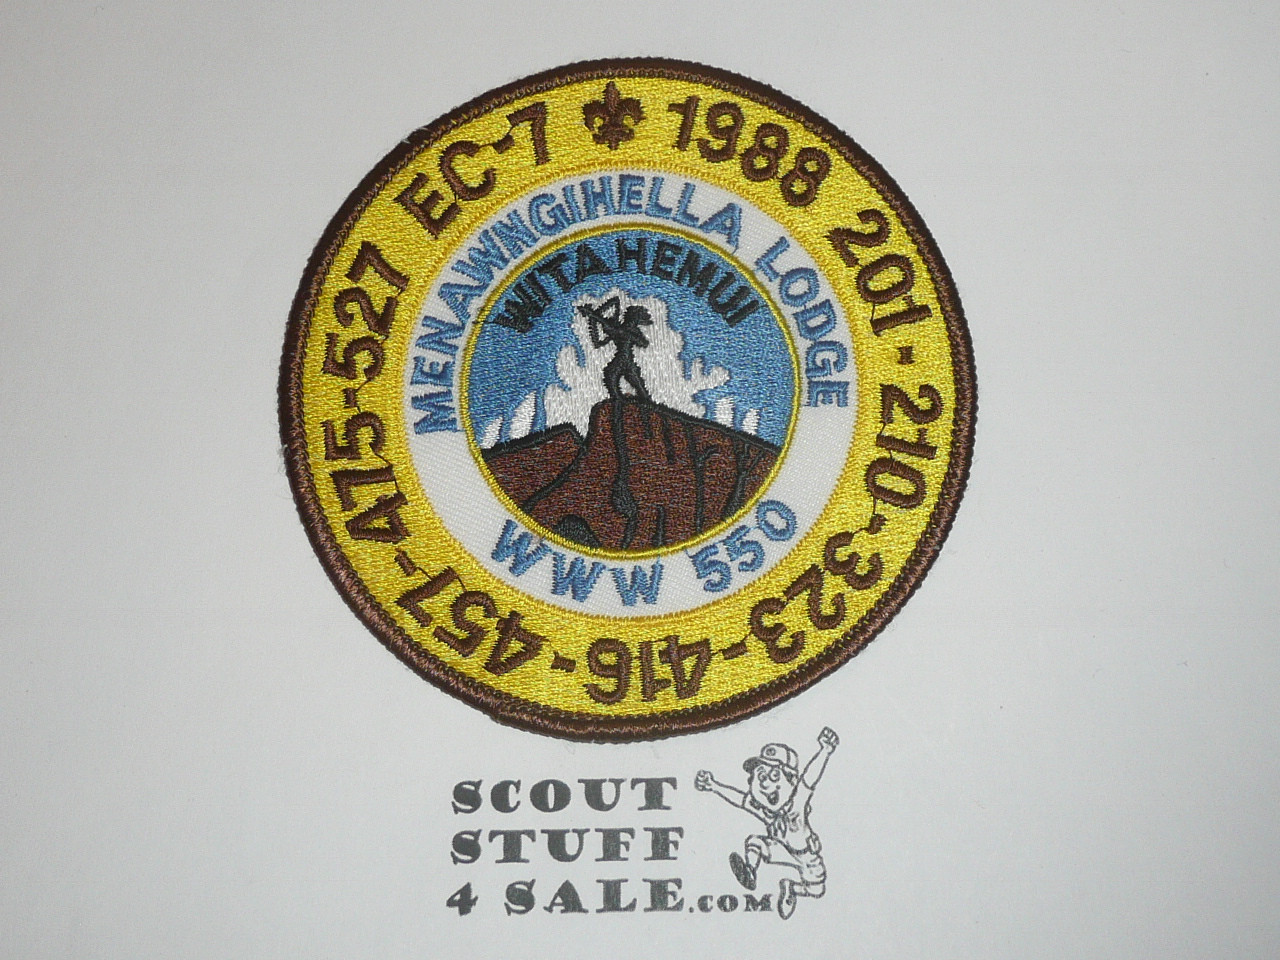 EC-7 ⚜ 1988 201-210-323-416-457-475-527
MENAWNGIHELLA LODGE
WITAHEMUI
WWW 550
SCOUT
STUFF
4 SALE.COM